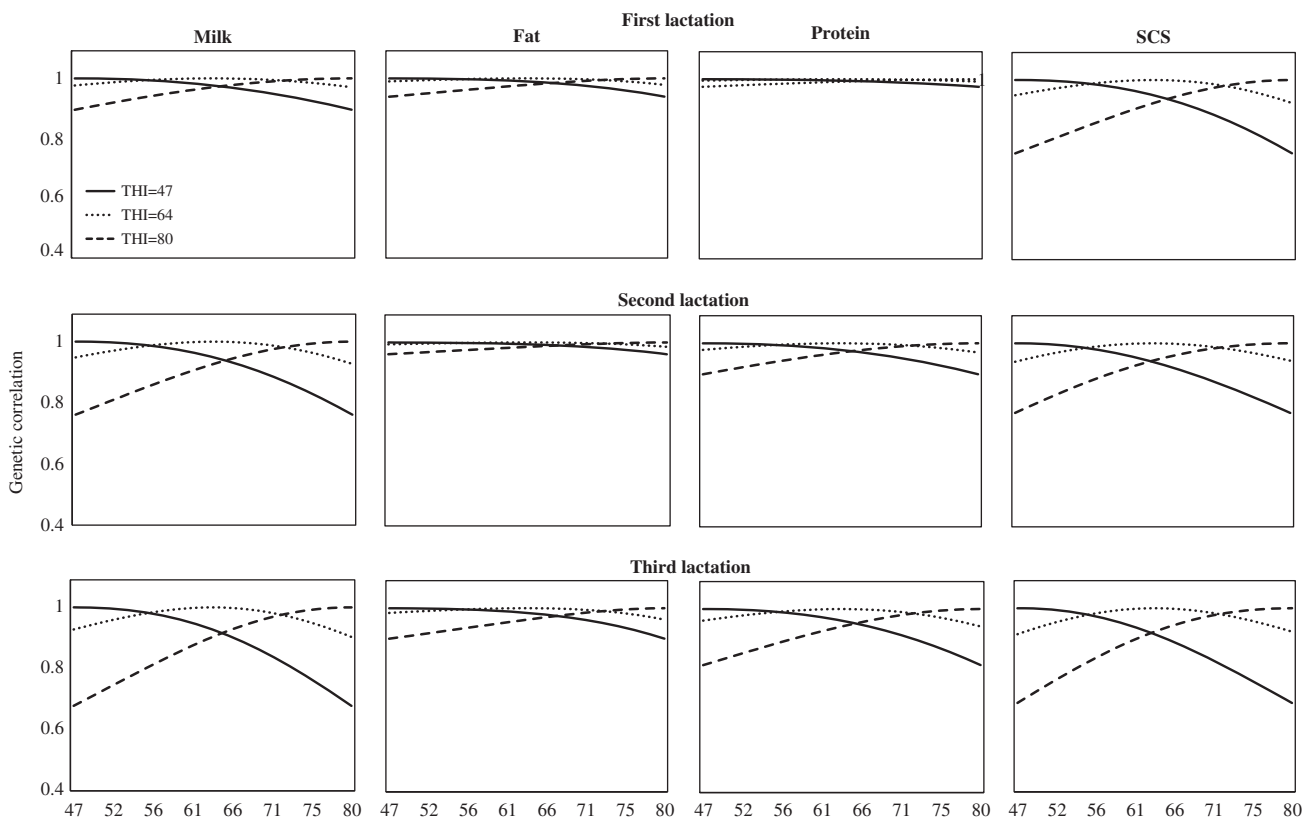 First lactation
Milk Fat Protein SCS
1
0.8
0.6
0.4
THI=47
THI=64
THI=80
1
Second lactation
Genetic correlation
1
0.8
0.6
0.4
Third lactation
1
0.8
0.6
0.4
47 52 56 61 66 71 75 80 47 52 56 61 66 71 75 80 47 52 56 61 66 71 75 80 47 52 56 61 66 71 75 80